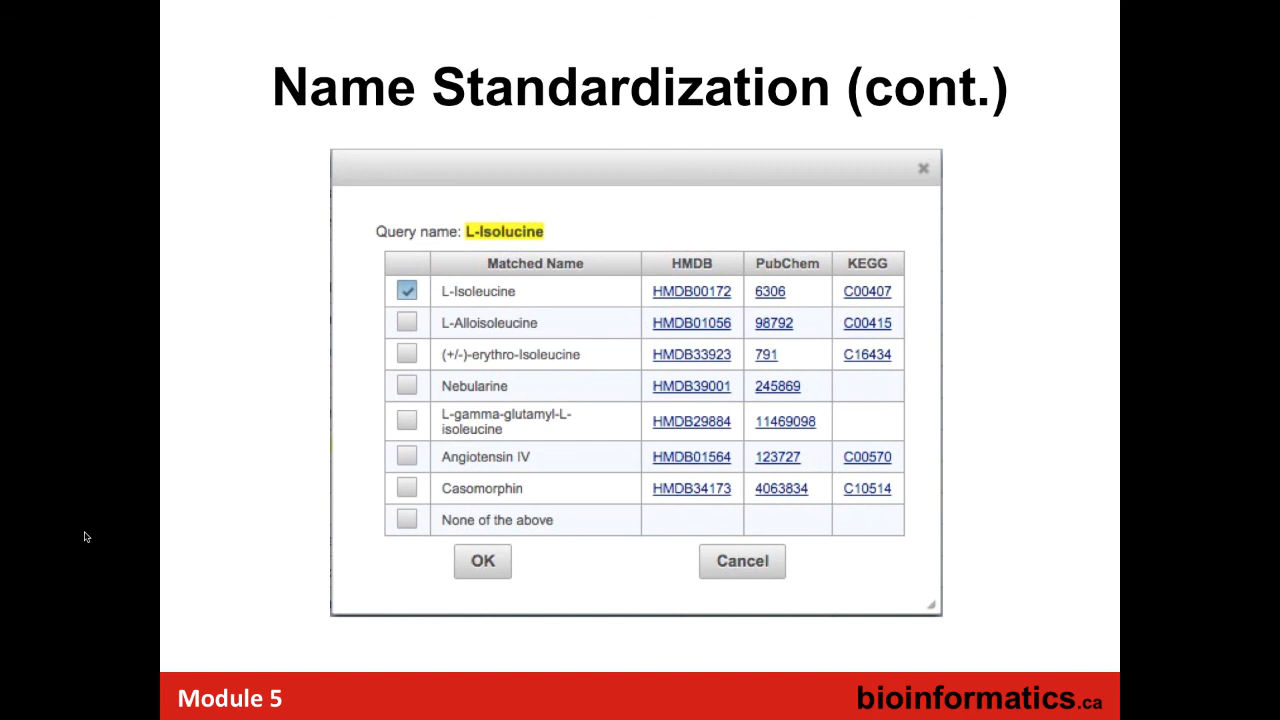 Name Standardization (cont.)
Query name: L-Isolucine
Matched Name HMDB PubChem KEGG
L-Isoleucine HMDB00172 6306 C00407
L-Alloisoleucine HMDB01056 98792 C00415
(+/-)-erythro-Isoleucine HMDB33923 791 C16434
Nebularine HMDB39001 245869
L-gamma-glutamyl-L-
isoleucine HMDB29884 11469098
Angiotensin IV HMDB01564 123727 C00570
Casomorphin HMDB34173 4063834 C10514
None of the above
OK Cancel
Module 5 bioinformatics.ca